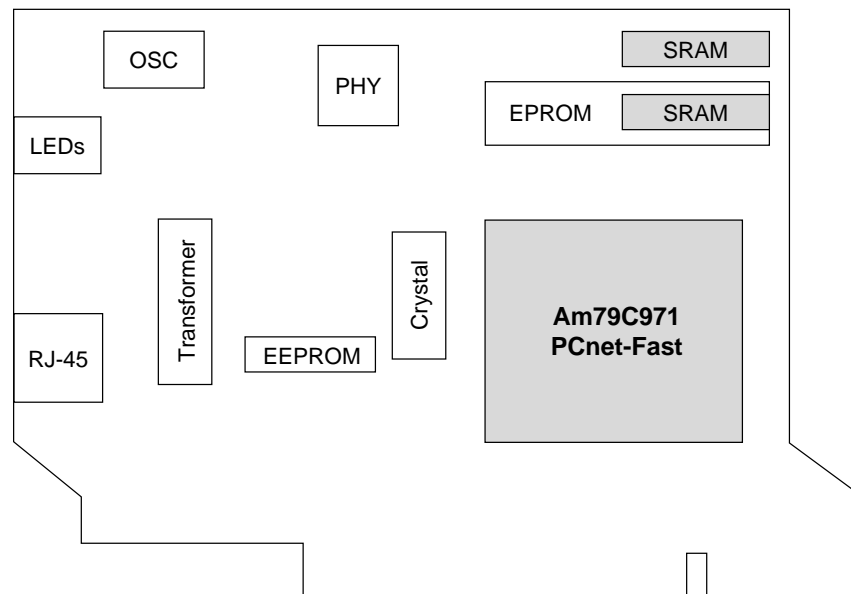 OSC
PHY
SRAM
EPROM
SRAM
LEDs
Transformer
Crystal
Am79C971
PCnet-Fast
RJ-45
EEPROM